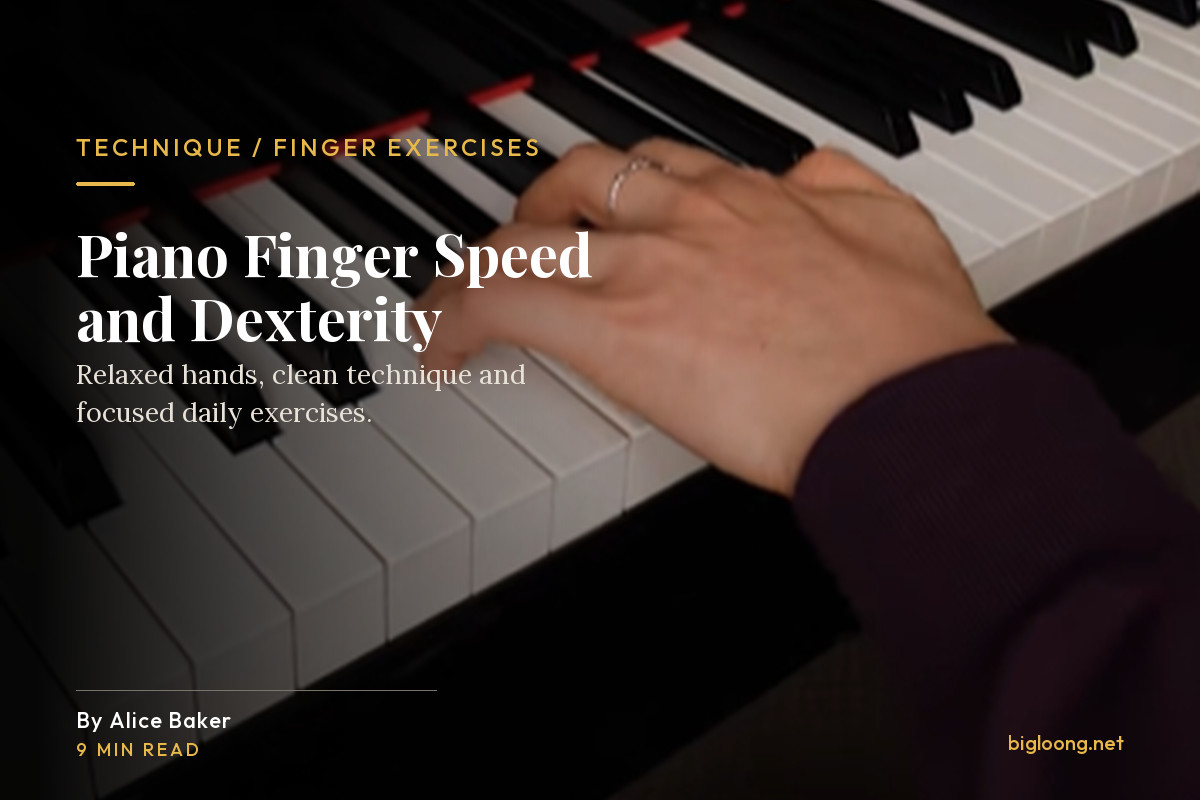 TECHNIQUE / FINGER EXERCISES
Piano Finger Speed
and Dexterity
Relaxed hands, clean technique and
focused daily exercises.
By Alice Baker
9 MIN READ
bigloong.net